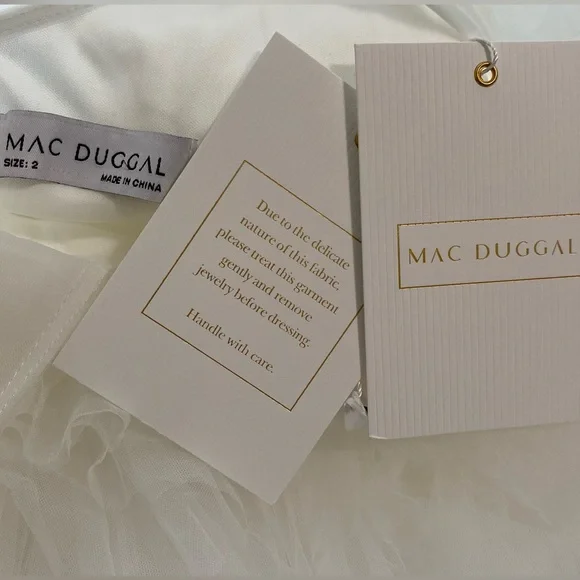 MAC DUGGAL
SIZE: 2
MADE IN CHINA
Due to the delicate
nature of this fabric,
please treat this garment
gently and remove
jewelry before dressing.
Handle with care.
MAC DUGGAL